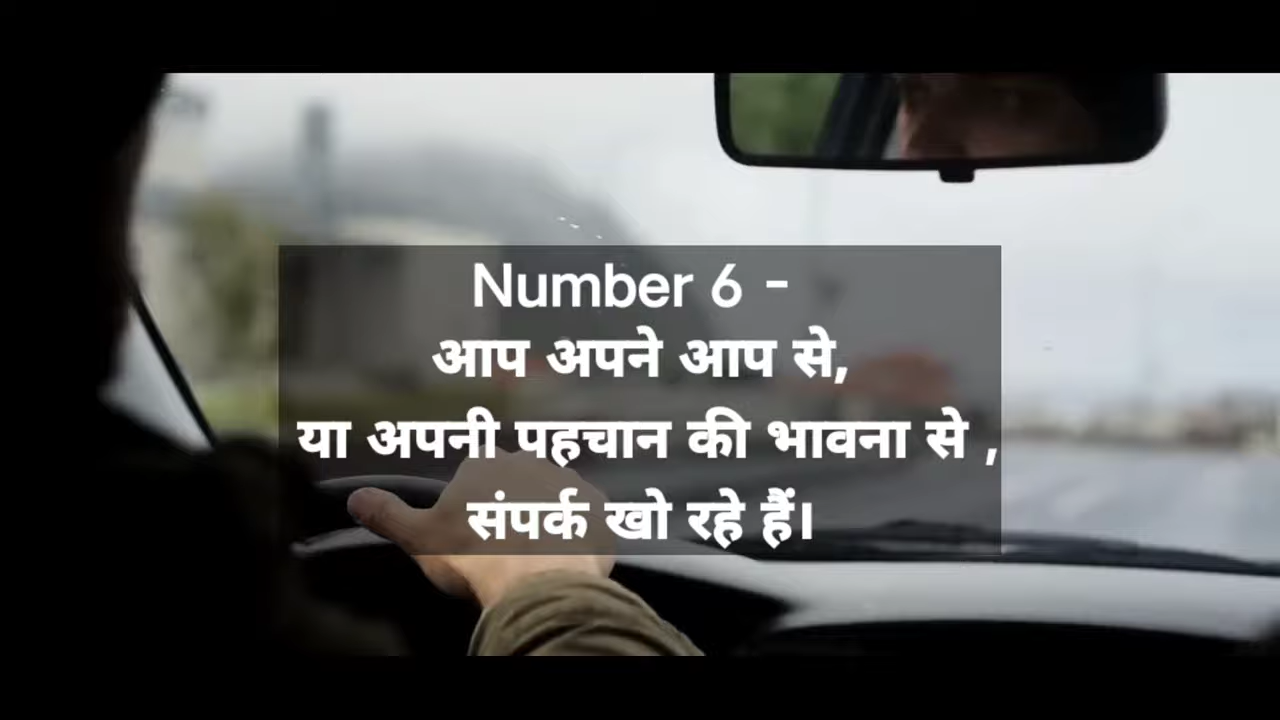 Number 6 -
आप अपने आप से,
या अपनी पहचान की भावना से ,
संपर्क खो रहे हैं।